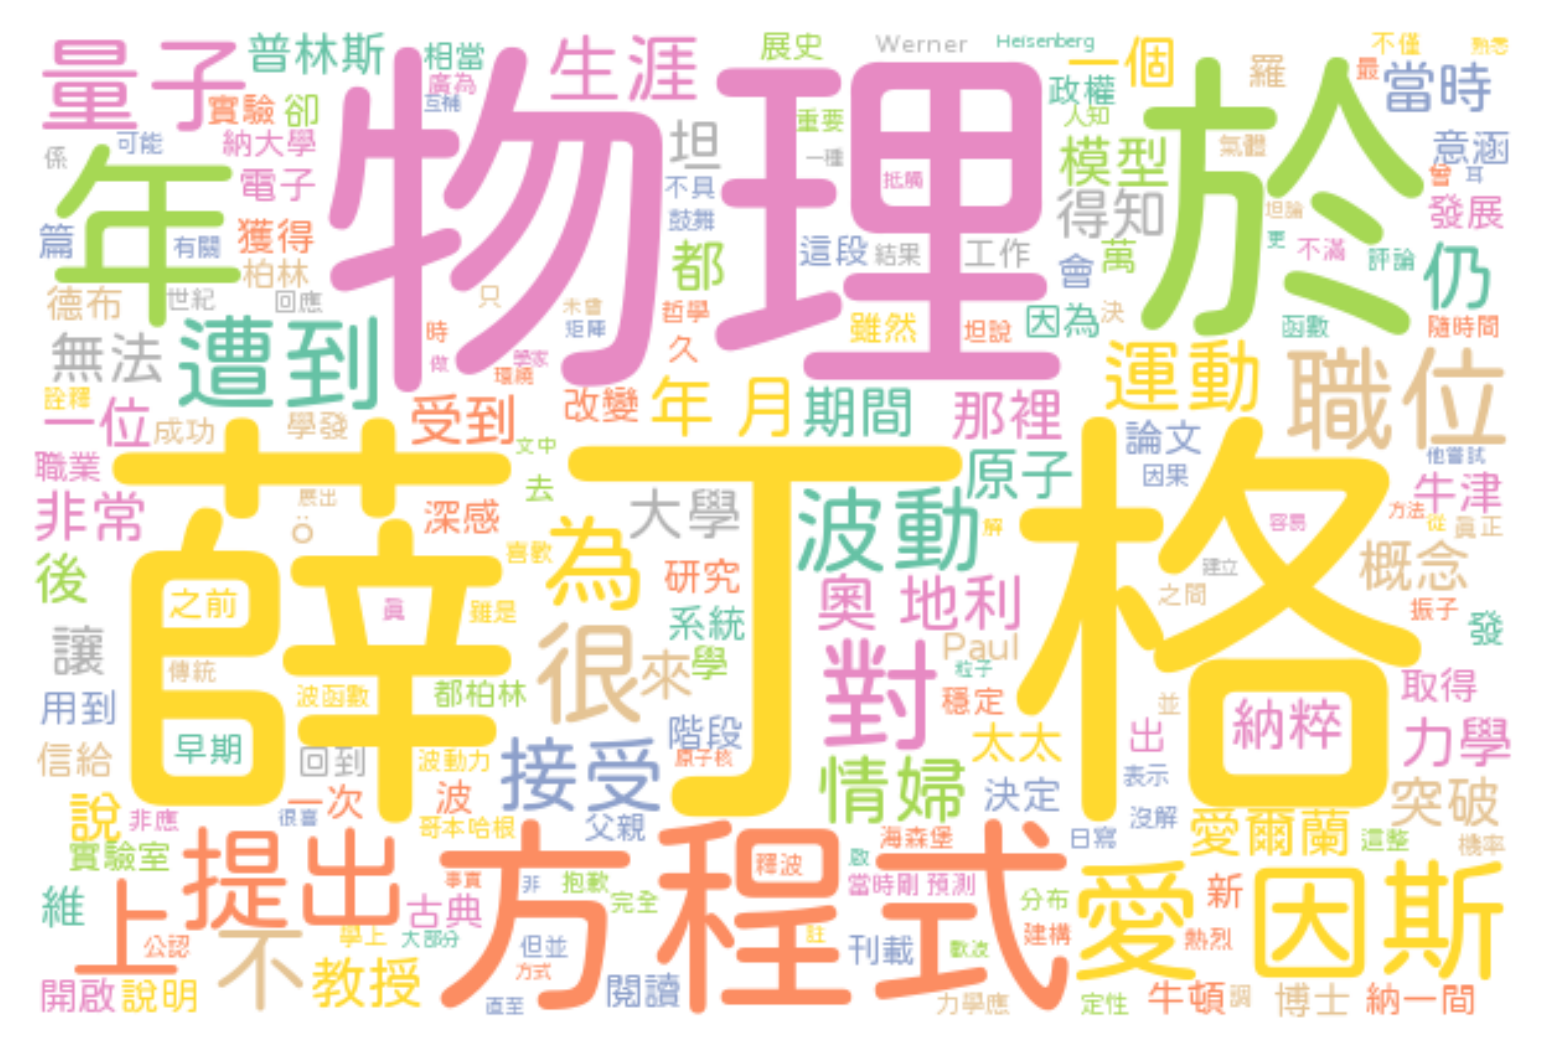 量子
普林斯
相當
廣為
互補
生涯
展史
Werner
Heisenberg
一個
羅
不僅
熟悉
最
當時
政權
實驗
卻
可能
係
納大學
年
物理
坦
重要
一種
人知
模型
於
氣體
意涵
曾
耳
電子
不具
抵觸
得知
坦論
發展
篇
有關
獲得
鼓舞
更
不滿
評論
柏林
都
這段
結果
工作
會
萬
仍
德布
世紀
回應
只
未曾
矩陣
哲學
雖然
坦說
因為
決
函數
隨時間
無法
遭到
時
做
學家
環繞
久
運動
職位
詮釋
一位
成功
學發
受到
改變
年 月
期間
那裡
論文
他嘗試
職業
文中
原子
因果
牛津
非常
展出
ö
深感
去
大學
波動
解
容易
方法
從
真正
薛丁格
後
之前
真
喜歡
為
研究
建立
概念
之間
振子
發
讓
雖是
系統
奧 地利
傳統
很
來
學
Paul
粒子
對
用到
波函數
都柏林
穩定
並
納粹
取得
信給
早期
回到
波動力
接受
階段
原子核
太太
出
力學
情婦
決定
表示
突破
說
非應
一次
很喜
波
哥本哈根
父親
海森堡
日寫
沒解
愛爾蘭
這整
機率
實驗室
提出
方程式
釋波
啟
當時剛
預測
維
上
事實
非
抱歉
完全
古典
分布
新
愛因斯
公認
不
學上
大部分
但並
註
刊載
歡波
建構
熱烈
開啟
說明
教授
方式
直至
閱讀
力學應
定性
牛頓
調
博士
納一間